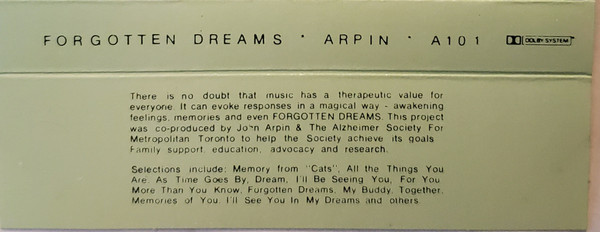 FORGOTTEN DREAMS · ARPIN · A101 DOLBY SYSTEM
There is no doubt that music has a therapeutic value for
everyone. It can evoke responses in a magical way - awakening
feelings, memories and even FORGOTTEN DREAMS. This project
was co-produced by John Arpin & The Alzheimer Society For
Metropolitan Toronto to help the Society achieve its goals
Family support, education, advocacy and research.
Selections include: Memory from "Cats", All the Things You
Are, As Time Goes By, Dream, I'll Be Seeing You, For You
More Than You Know, Furgotten Dreams, My Buddy, Together,
Memories of You, I'll See You In My Dreams and others.